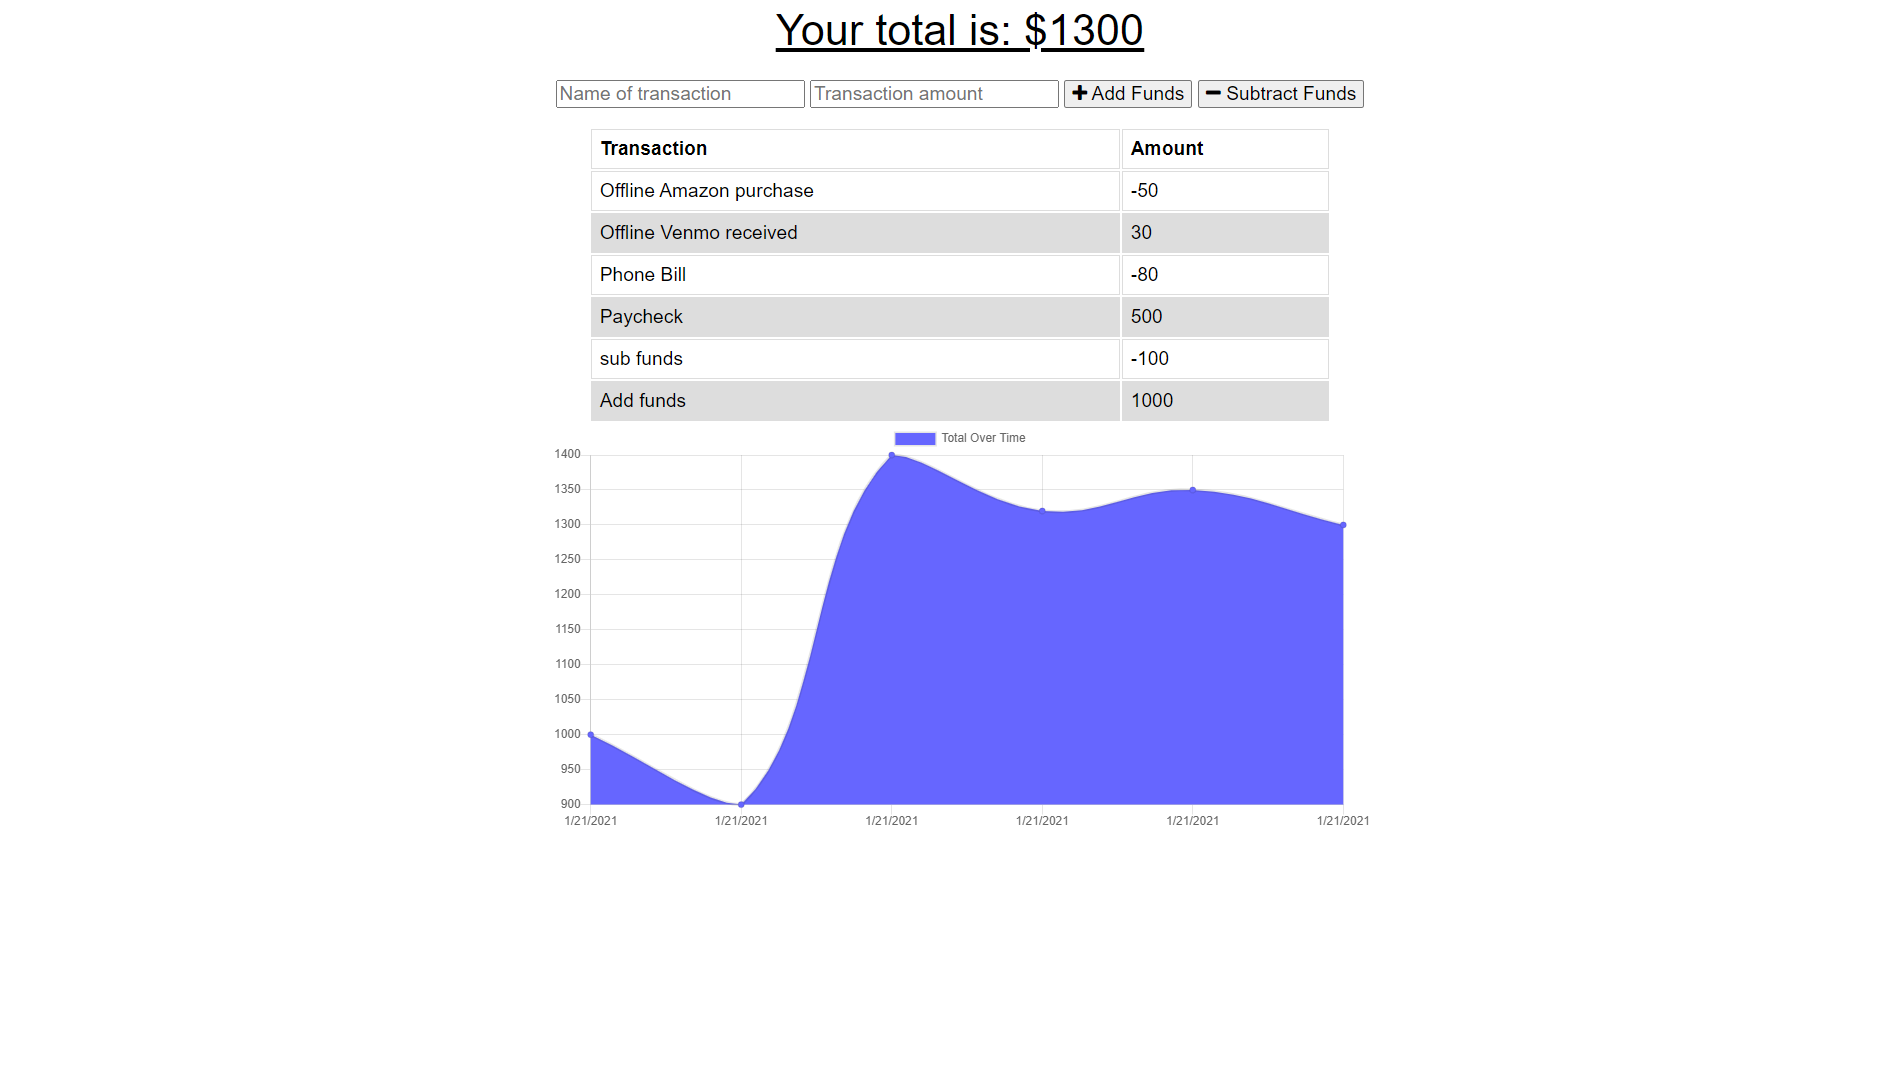 Your total is: $1300
Name of transaction Transaction amount Add Funds Subtract Funds
Transaction Amount
Offline Amazon purchase -50
Offline Venmo received 30
Phone Bill -80
Paycheck 500
sub funds -100
Add funds 1000
Total Over Time
1400
1350
1300
1250
1200
1150
1100
1050
1000
950
900
1/21/2021 1/21/2021 1/21/2021 1/21/2021 1/21/2021 1/21/2021